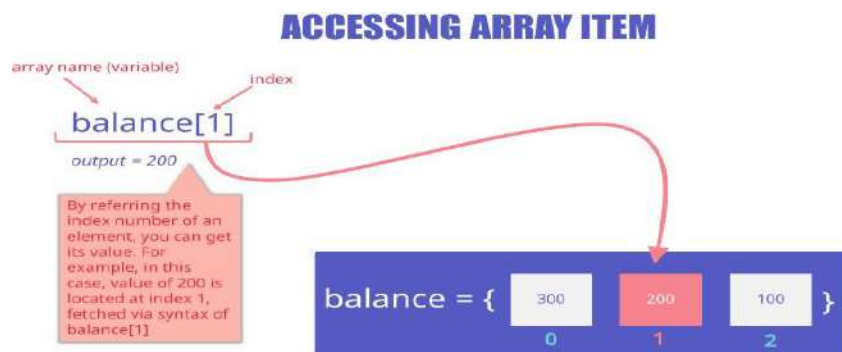 ACCESSING ARRAY ITEM
array name (variable)
index
balance[1]
output = 200
By referring the
index number of an
element, you can get
its value. For
example, in this
case, value of 200 is
located at index 1,
fetched via syntax of
balance[1]
balance = { 300 200 100 }
0 1 2